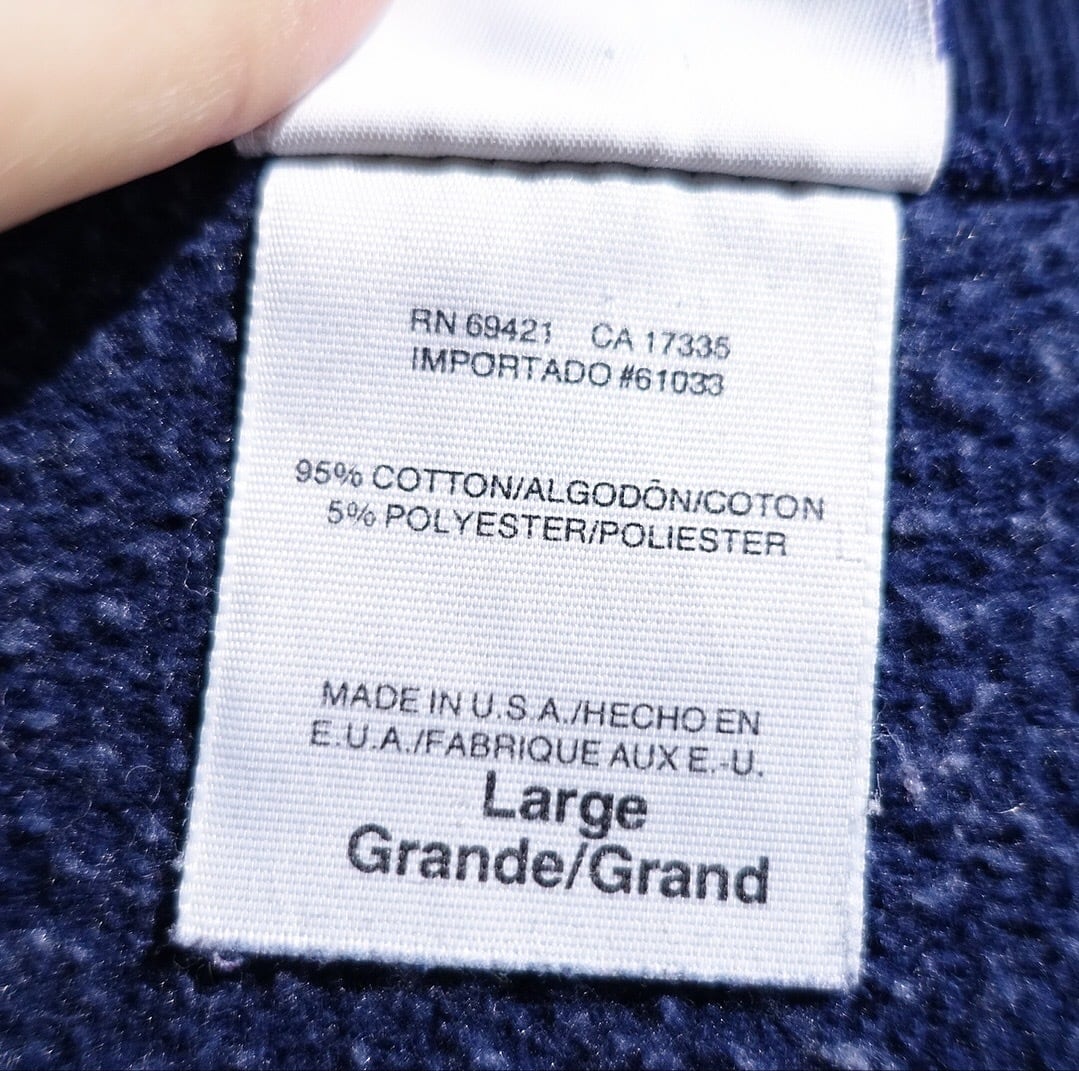 RN 69421 CA 17335
IMPORTADO #61033
95% COTTON/ALGODÓN/COTON
5% POLYESTER/POLIESTER
MADE IN U.S.A./HECHO EN
E.U.A./FABRIQUE AUX E.-U.
Large
Grande/Grand